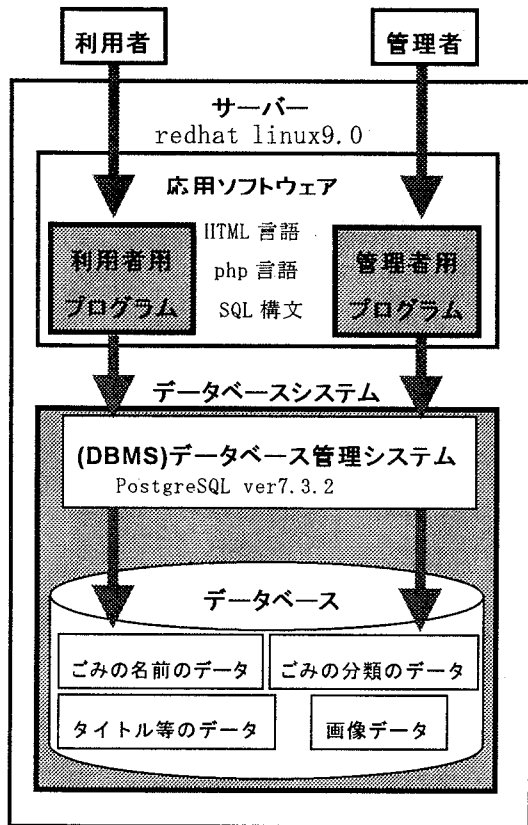 利用者
管理者
サーバー
redhat linux9.0
応用ソフトウェア
HTML 言語
php 言語
SQL 構文
利用者用
プログラム
管理者用
プログラム
データベースシステム
(DBMS)データベース管理システム
PostgreSQL ver7.3.2
データベース
ごみの名前のデータ
ごみの分類のデータ
タイトル等のデータ
画像データ